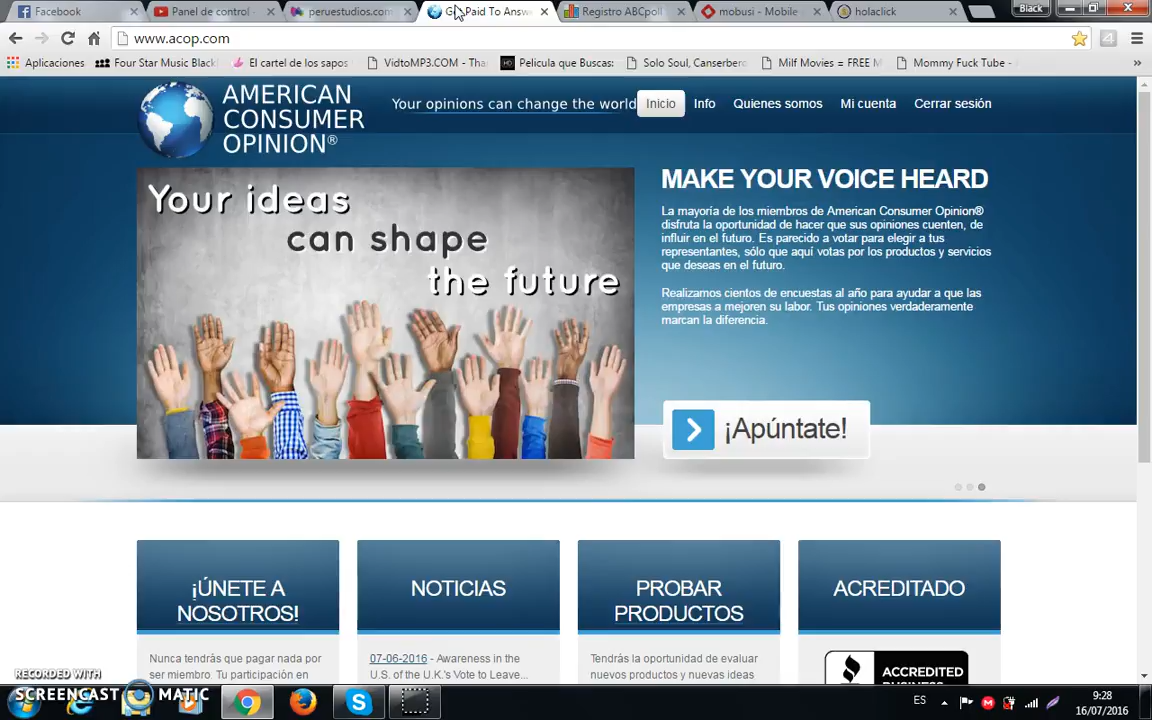 Facebook
Panel de control -
peruestudios.com
Get Paid To Answe
Registro ABCpoll
mobusi - Mobile
holaclick
Black
www.acop.com
Aplicaciones
Four Star Music Black
El cartel de los sapos
VidtoMP3.COM - Tha
HD
Pelicula que Buscas:
Solo Soul, Canserbero
Milf Movies = FREE M
Mommy Fuck Tube -
»
AMERICAN
CONSUMER
OPINION®
Your opinions can change the world
Inicio
Info
Quienes somos
Mi cuenta
Cerrar sesión
Your ideas
can shape
the future
MAKE YOUR VOICE HEARD
La mayoría de los miembros de American Consumer Opinion®
disfruta la oportunidad de hacer que sus opiniones cuenten, de
influir en el futuro. Es parecido a votar para elegir a tus
representantes, sólo que aquí votas por los productos y servicios
que deseas en el futuro.
Realizamos cientos de encuestas al año para ayudar a que las
empresas a mejoren su labor. Tus opiniones verdaderamente
marcan la diferencia.
¡Apúntate!
¡ÚNETE A
NOSOTROS!
NOTICIAS
PROBAR
PRODUCTOS
ACREDITADO
Nunca tendrás que pagar nada por
ser miembro. Tu participación en
07-06-2016 - Awareness in the
U.S. of the U.K.'s Vote to Leave...
Tendrás la oportunidad de evaluar
nuevos productos y nuevas ideas
ACCREDITED
RECORDED WITH
SCREENCAST MATIC
ES
9:28
16/07/2016